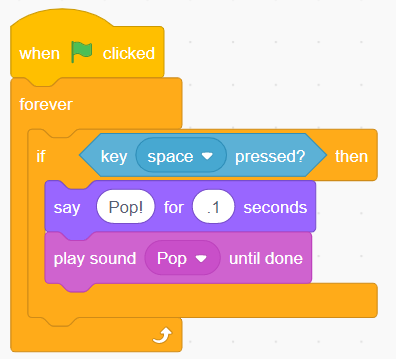 when clicked
forever
if key space pressed? then
say Pop! for .1 seconds
play sound Pop until done